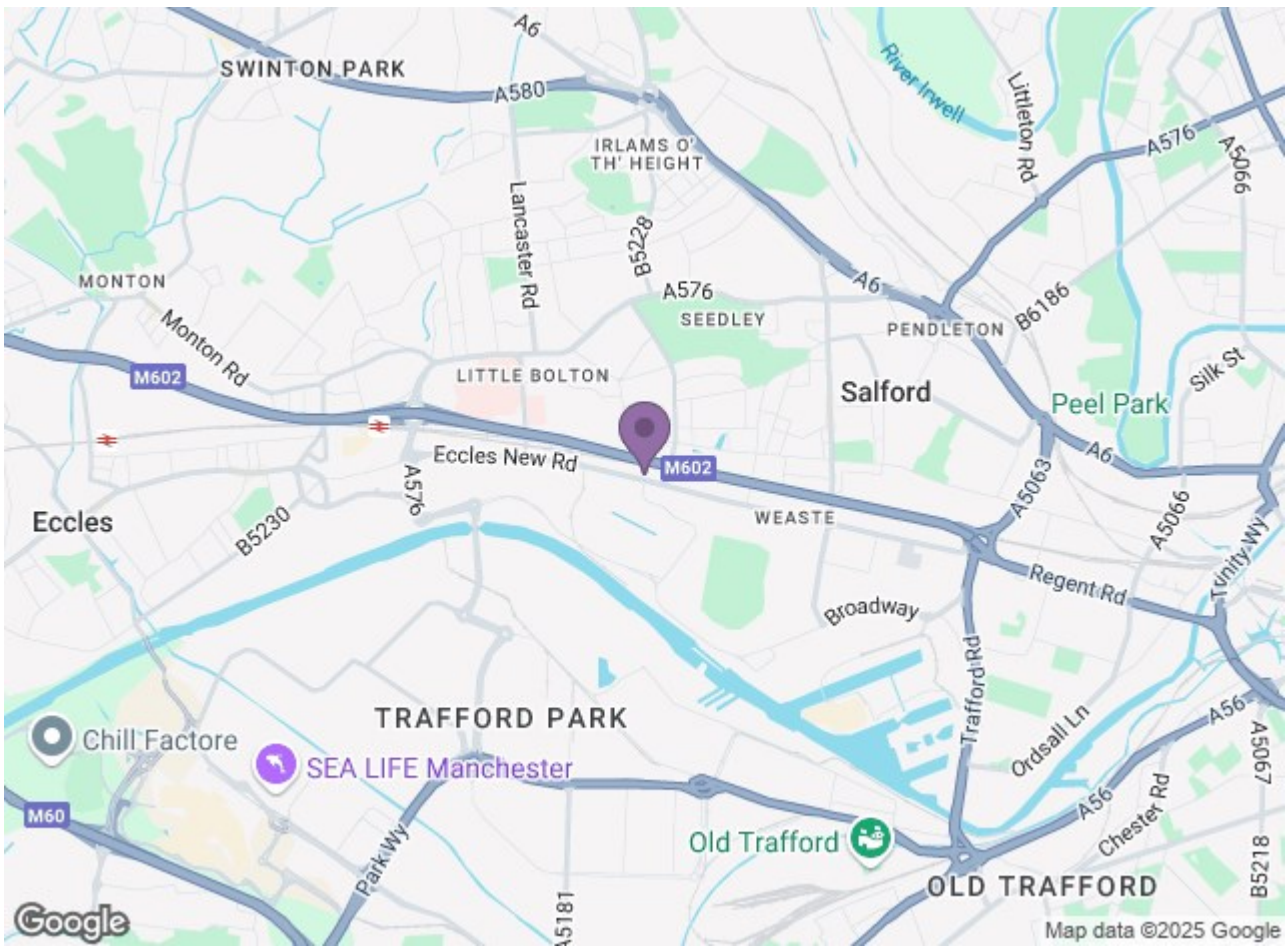 A6
SWINTON PARK
A580
River Irwell
Littleton Rd
A576
A5066
IRLAMS O'
TH' HEIGHT
Lancaster Rd
B5228
MONTON
A576
A6
SEEDLEY
PENDLETON
B6186
Monton Rd
M602
LITTLE BOLTON
Salford
Silk St
Peel Park
Eccles New Rd
M602
A6
A576
A5063
A5066
Eccles
B5230
WEASTE
Trinity Wy
Regent Rd
Broadway
Trafford Rd
TRAFFORD PARK
Chill Factore
SEA LIFE Manchester
Ordsall Ln
A56
A5067
M60
Park Wy
Old Trafford
A56
Chester Rd
B5218
OLD TRAFFORD
A5181
Google
Map data ©2025 Google